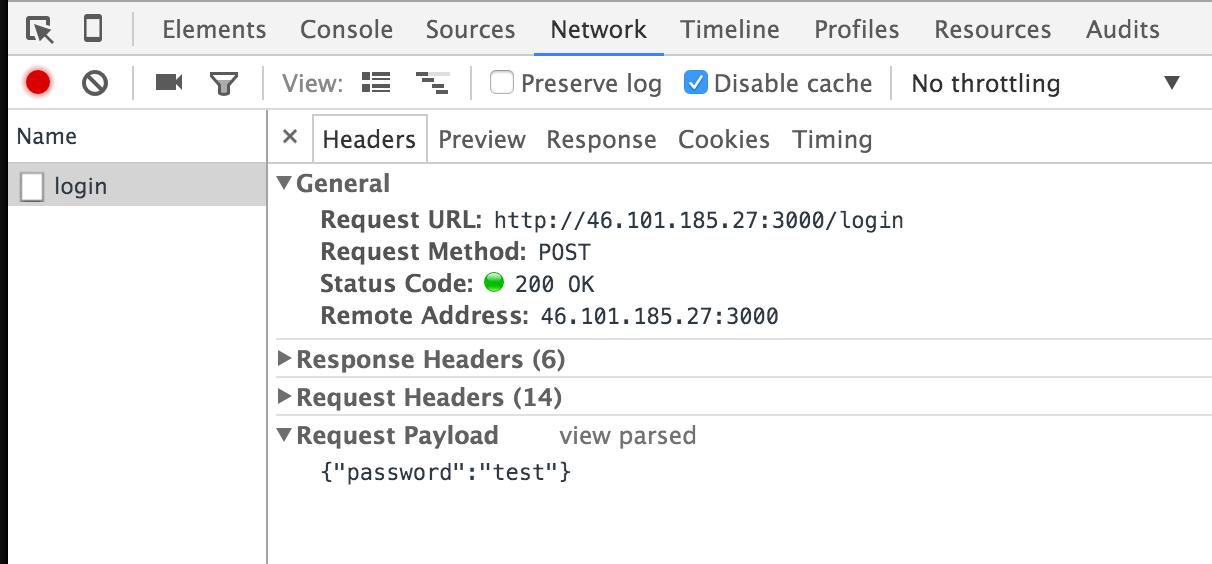 Elements Console Sources Network Timeline Profiles Resources Audits
View: Preserve log Disable cache No throttling
Name
Headers Preview Response Cookies Timing
login
General
Request URL: http://46.101.185.27:3000/login
Request Method: POST
Status Code: 200 OK
Remote Address: 46.101.185.27:3000
Response Headers (6)
Request Headers (14)
Request Payload view parsed
{"password":"test"}